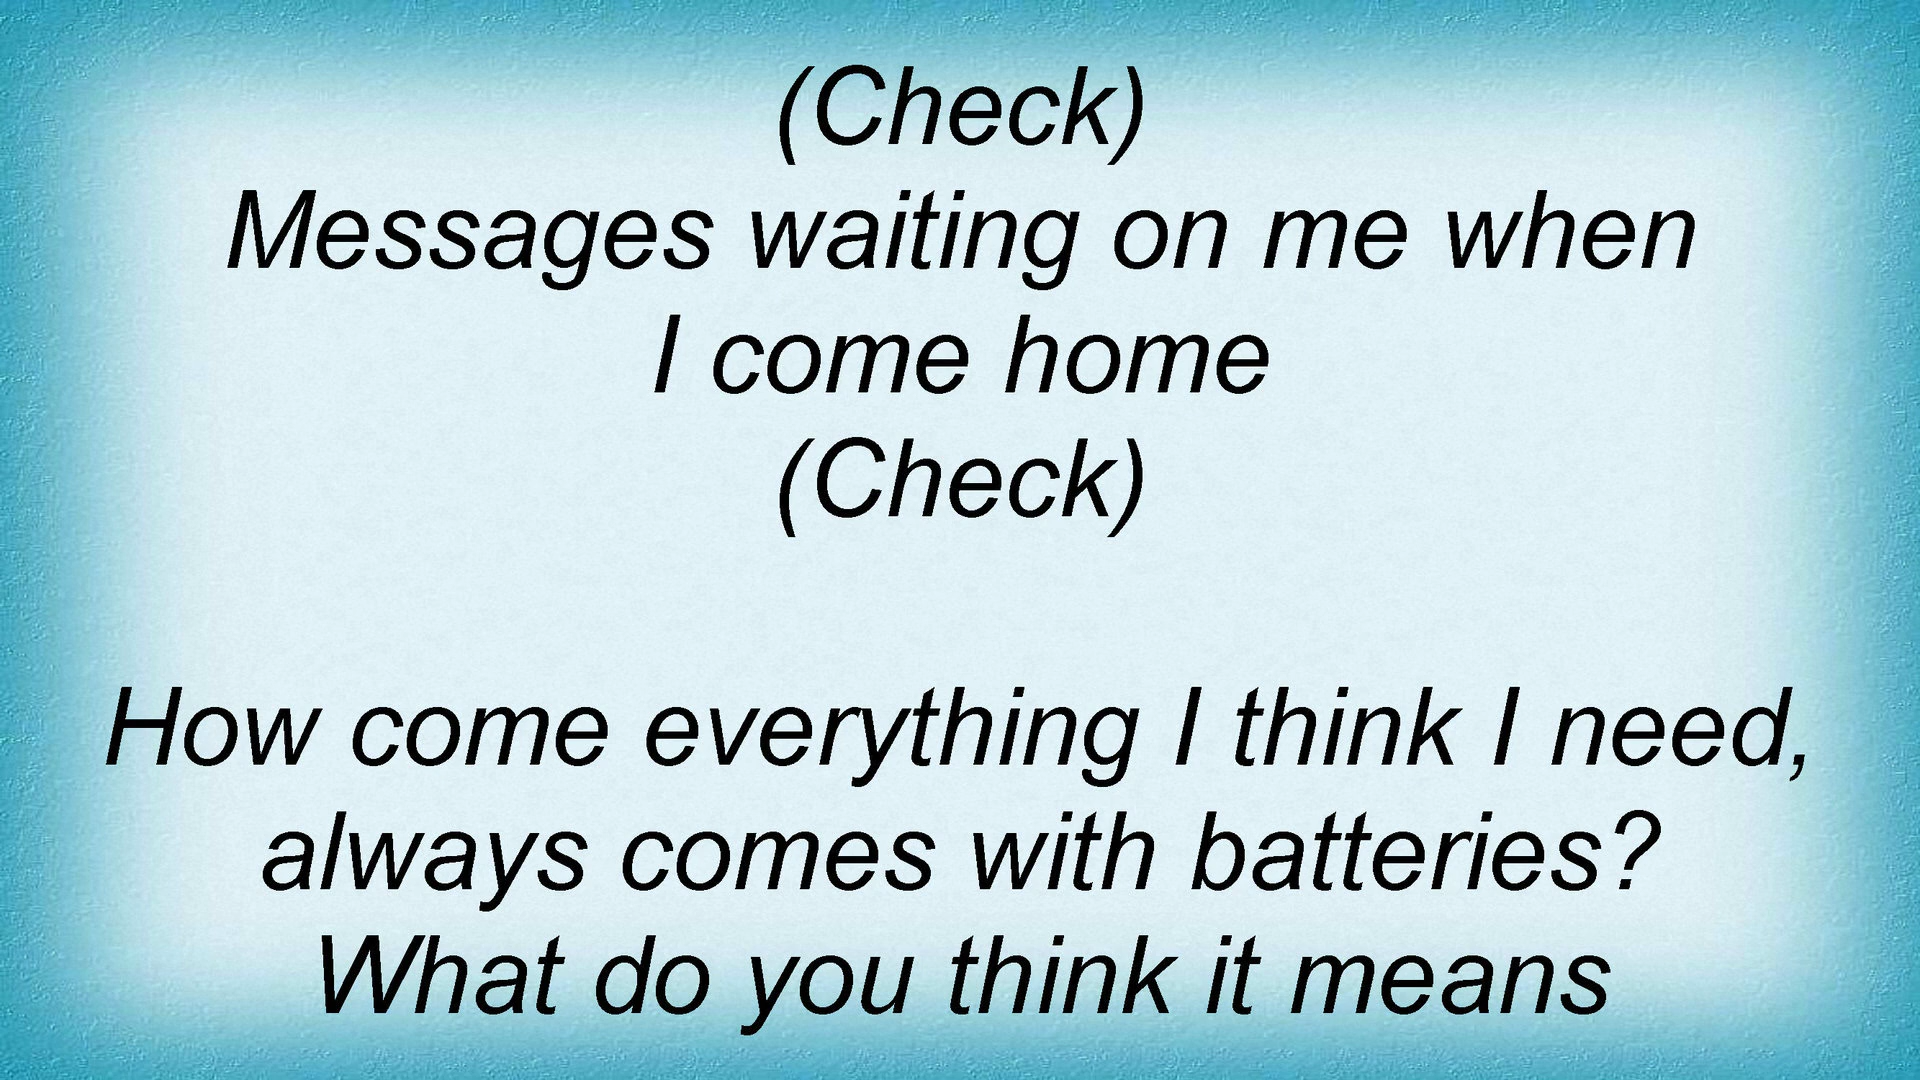 (Check)
Messages waiting on me when
I come home
(Check)
How come everything I think I need,
always comes with batteries?
What do you think it means